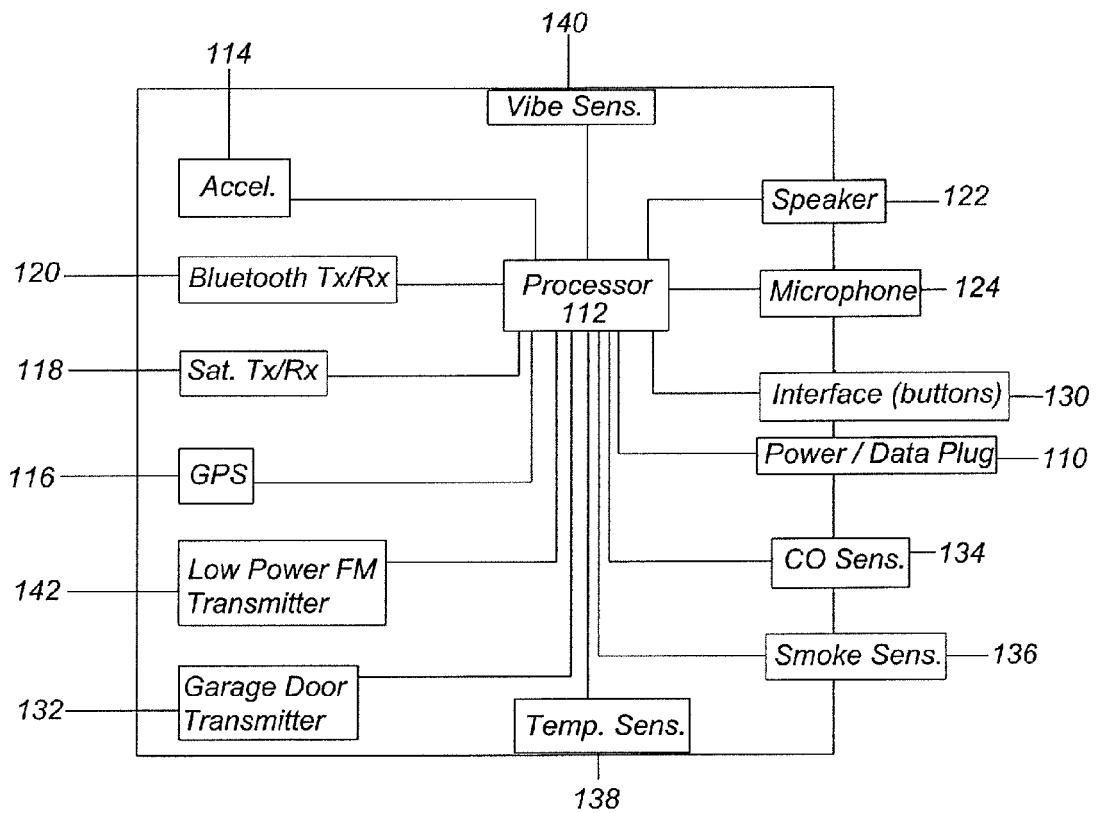 140
114
Vibe Sens.
Accel.
Speaker
122
120
Bluetooth Tx/Rx
Processor
112
Microphone
124
118
Sat. Tx/Rx
Interface (buttons)
130
116
GPS
Power / Data Plug
110
142
Low Power FM
Transmitter
CO Sens.
134
Smoke Sens.
136
132
Garage Door
Transmitter
Temp. Sens.
138